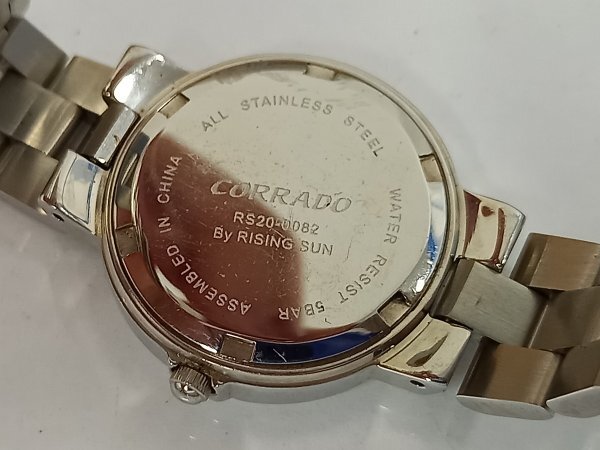 ALL STAINLESS STEEL
WATER RESIST 5BAR
ASSEMBLED IN CHINA
CORRADO
RS20-0082
By RISING SUN